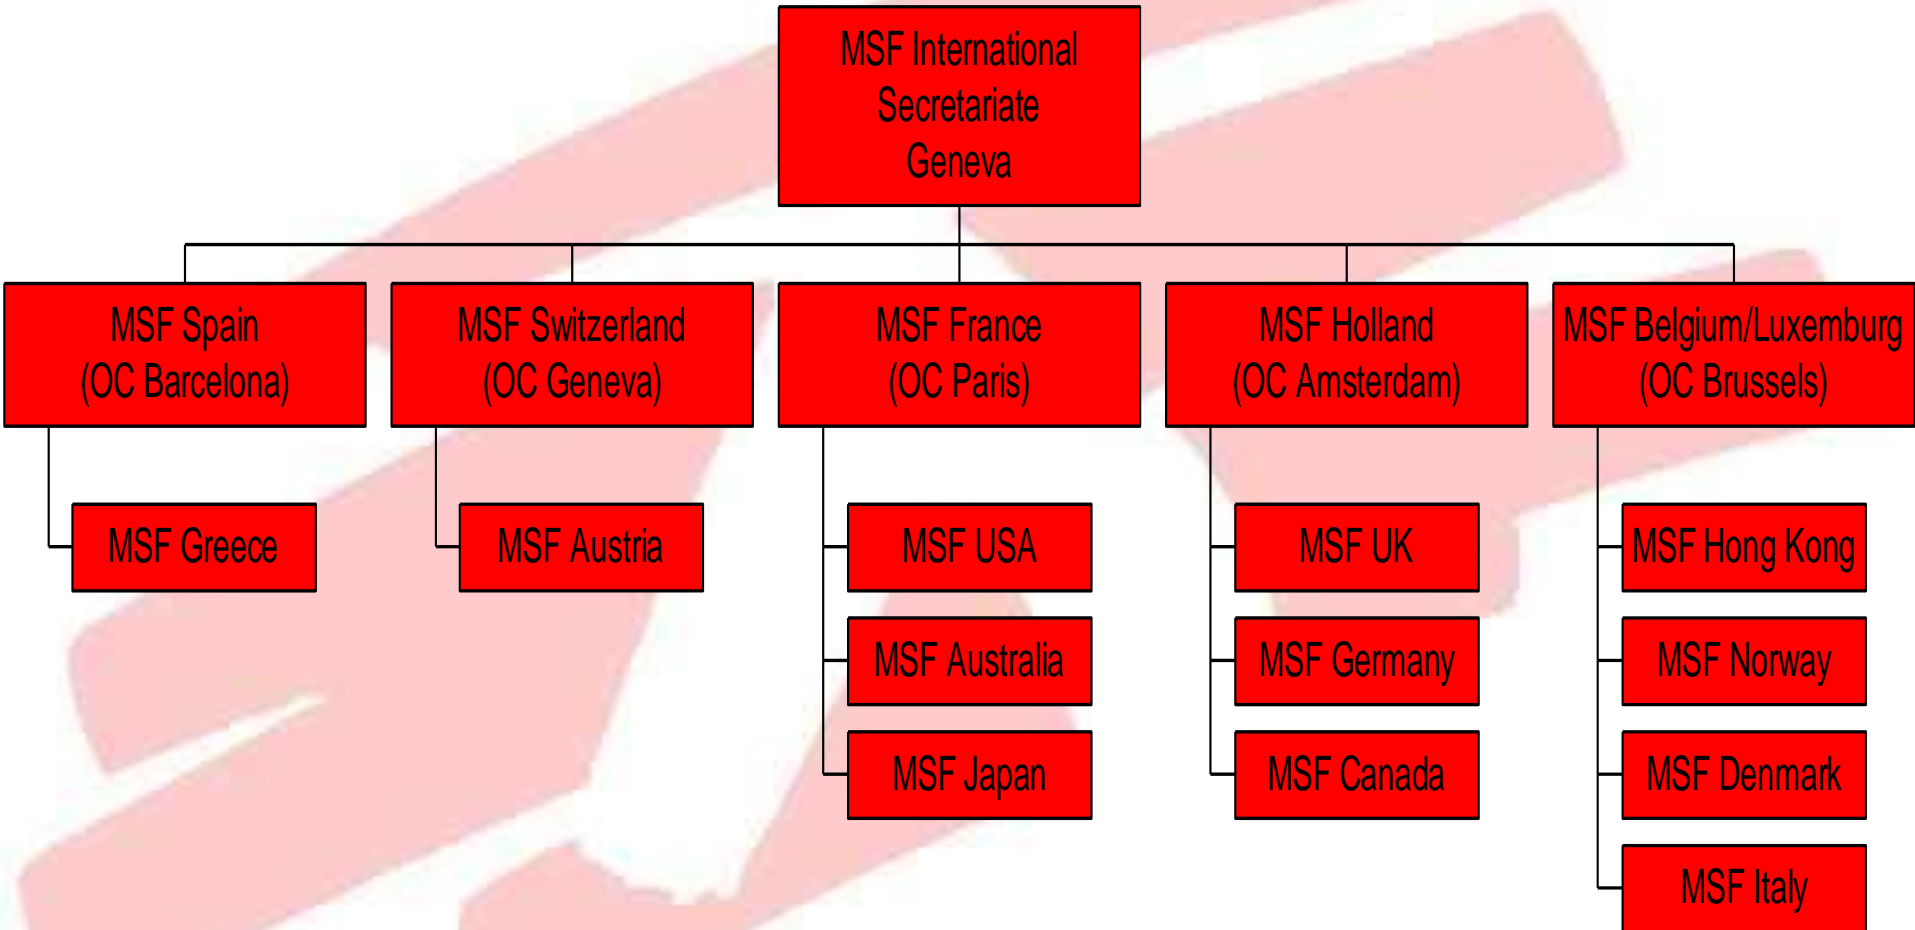 MSF International
Secretariate
Geneva
MSF Spain
(OC Barcelona)
MSF Switzerland
(OC Geneva)
MSF France
(OC Paris)
MSF Holland
(OC Amsterdam)
MSF Belgium/Luxemburg
(OC Brussels)
MSF Greece
MSF Austria
MSF USA
MSF Australia
MSF Japan
MSF UK
MSF Germany
MSF Canada
MSF Hong Kong
MSF Norway
MSF Denmark
MSF Italy